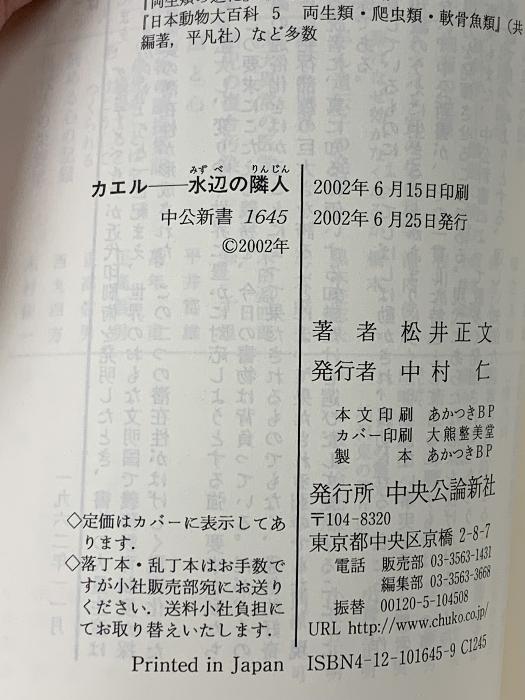 『日本動物大百科 5 両生類・爬虫類・軟骨魚類』(共
編著，平凡社) など多数
みずべ りんじん
カエル──水辺の隣人
中公新書 1645
©2002年
2002年6月15日印刷
2002年6月25日発行
著者 松井正文
発行者 中村 仁
本文印刷 あかつきBP
カバー印刷 大熊整美堂
製本 あかつきBP
発行所 中央公論新社
〒104-8320
東京都中央区京橋 2-8-7
電話 販売部 03-3563-1431
編集部 03-3563-3668
振替 00120-5-104508
URL http://www.chuko.co.jp/
◇定価はカバーに表示してあ
ります.
◇落丁本・乱丁本はお手数で
すが小社販売部宛にお送り
ください．送料小社負担に
てお取り替えいたします.
Printed in Japan ISBN4-12-101645-9 C1245